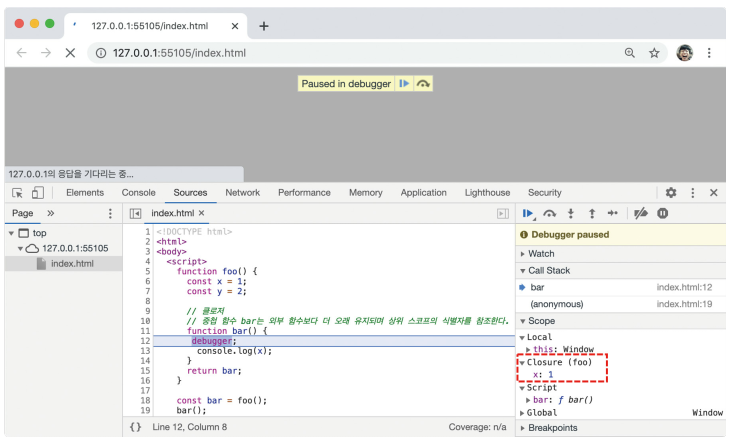 127.0.0.1:55105/index.html
127.0.0.1:55105/index.html
Paused in debugger
127.0.0.1의 응답을 기다리는 중...
Elements Console Sources Network Performance Memory Application Lighthouse Security
Page
index.html
top
127.0.0.1:55105
index.html
1 <!DOCTYPE html>
2 <html>
3 <body>
4 <script>
5 function foo() {
6 const x = 1;
7 const y = 2;
8
9 // 클로저
10 // 중첩 함수 bar는 외부 함수보다 더 오래 유지되며 상위 스코프의 식별자를 참조한다.
11 function bar() {
12 debugger;
13 console.log(x);
14 }
15 return bar;
16 }
17
18 const bar = foo();
19 bar();
{} Line 12, Column 8 Coverage: n/a
Debugger paused
Watch
Call Stack
bar index.html:12
(anonymous) index.html:19
Scope
Local
this: Window
Closure (foo)
x: 1
Script
bar: ƒ bar()
Global Window
Breakpoints